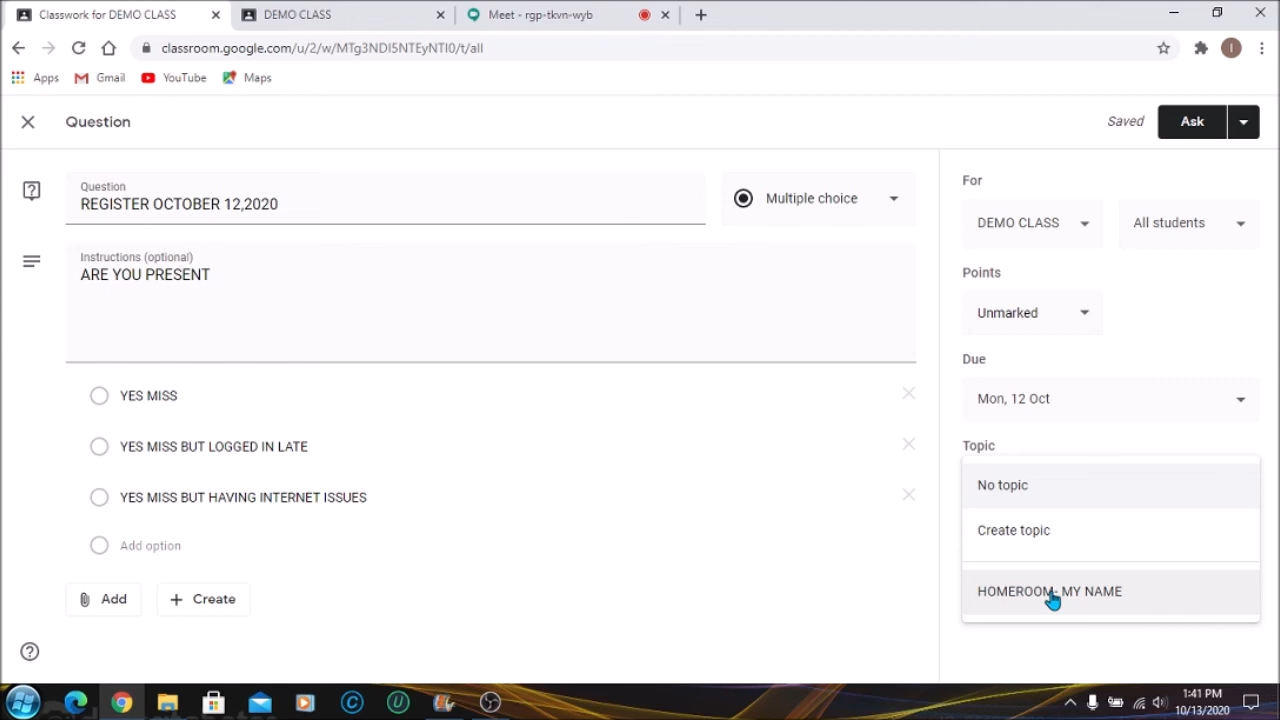 Classwork for DEMO CLASS
DEMO CLASS
Meet - rgp-tkvn-wyb
classroom.google.com/u/2/w/MTg3NDI5NTEyNTI0/t/all
I
Apps
Gmail
YouTube
Maps
Question
Saved
Ask
Question
REGISTER OCTOBER 12,2020
Multiple choice
Instructions (optional)
ARE YOU PRESENT
YES MISS
YES MISS BUT LOGGED IN LATE
YES MISS BUT HAVING INTERNET ISSUES
Add option
Add
Create
For
DEMO CLASS
All students
Points
Unmarked
Due
Mon, 12 Oct
Topic
No topic
Create topic
HOMEROOM- MY NAME
1:41 PM
10/13/2020